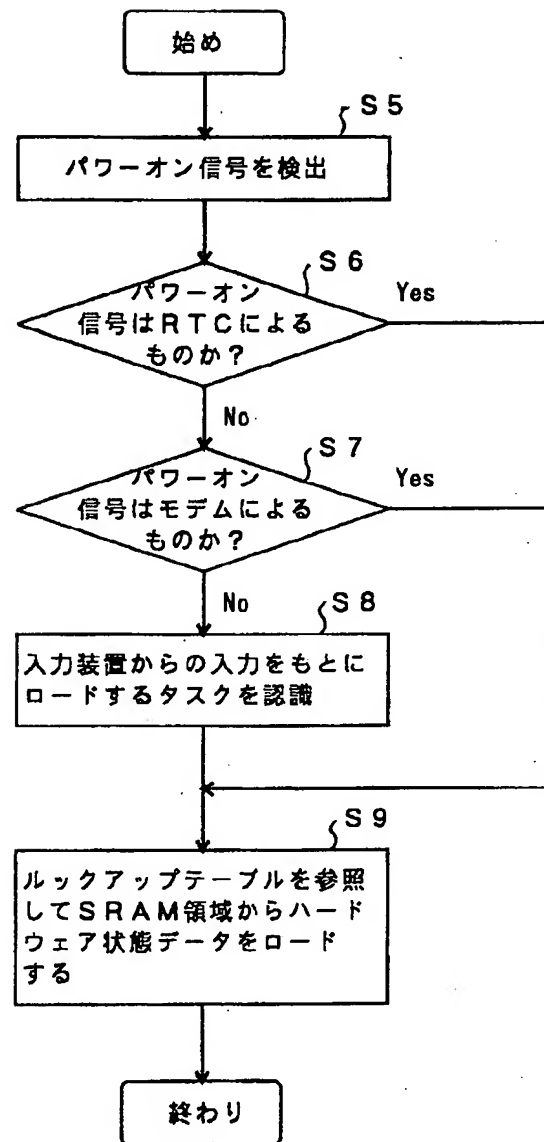 始め
S5
パワーオン信号を検出
S6
パワーオン
信号はRTCによる
ものか?
Yes
No
S7
パワーオン
信号はモデムによる
ものか?
Yes
No
S8
入力装置からの入力をもとに
ロードするタスクを認識
S9
ルックアップテーブルを参照
してSRAM領域からハード
ウェア状態データをロード
する
終わり